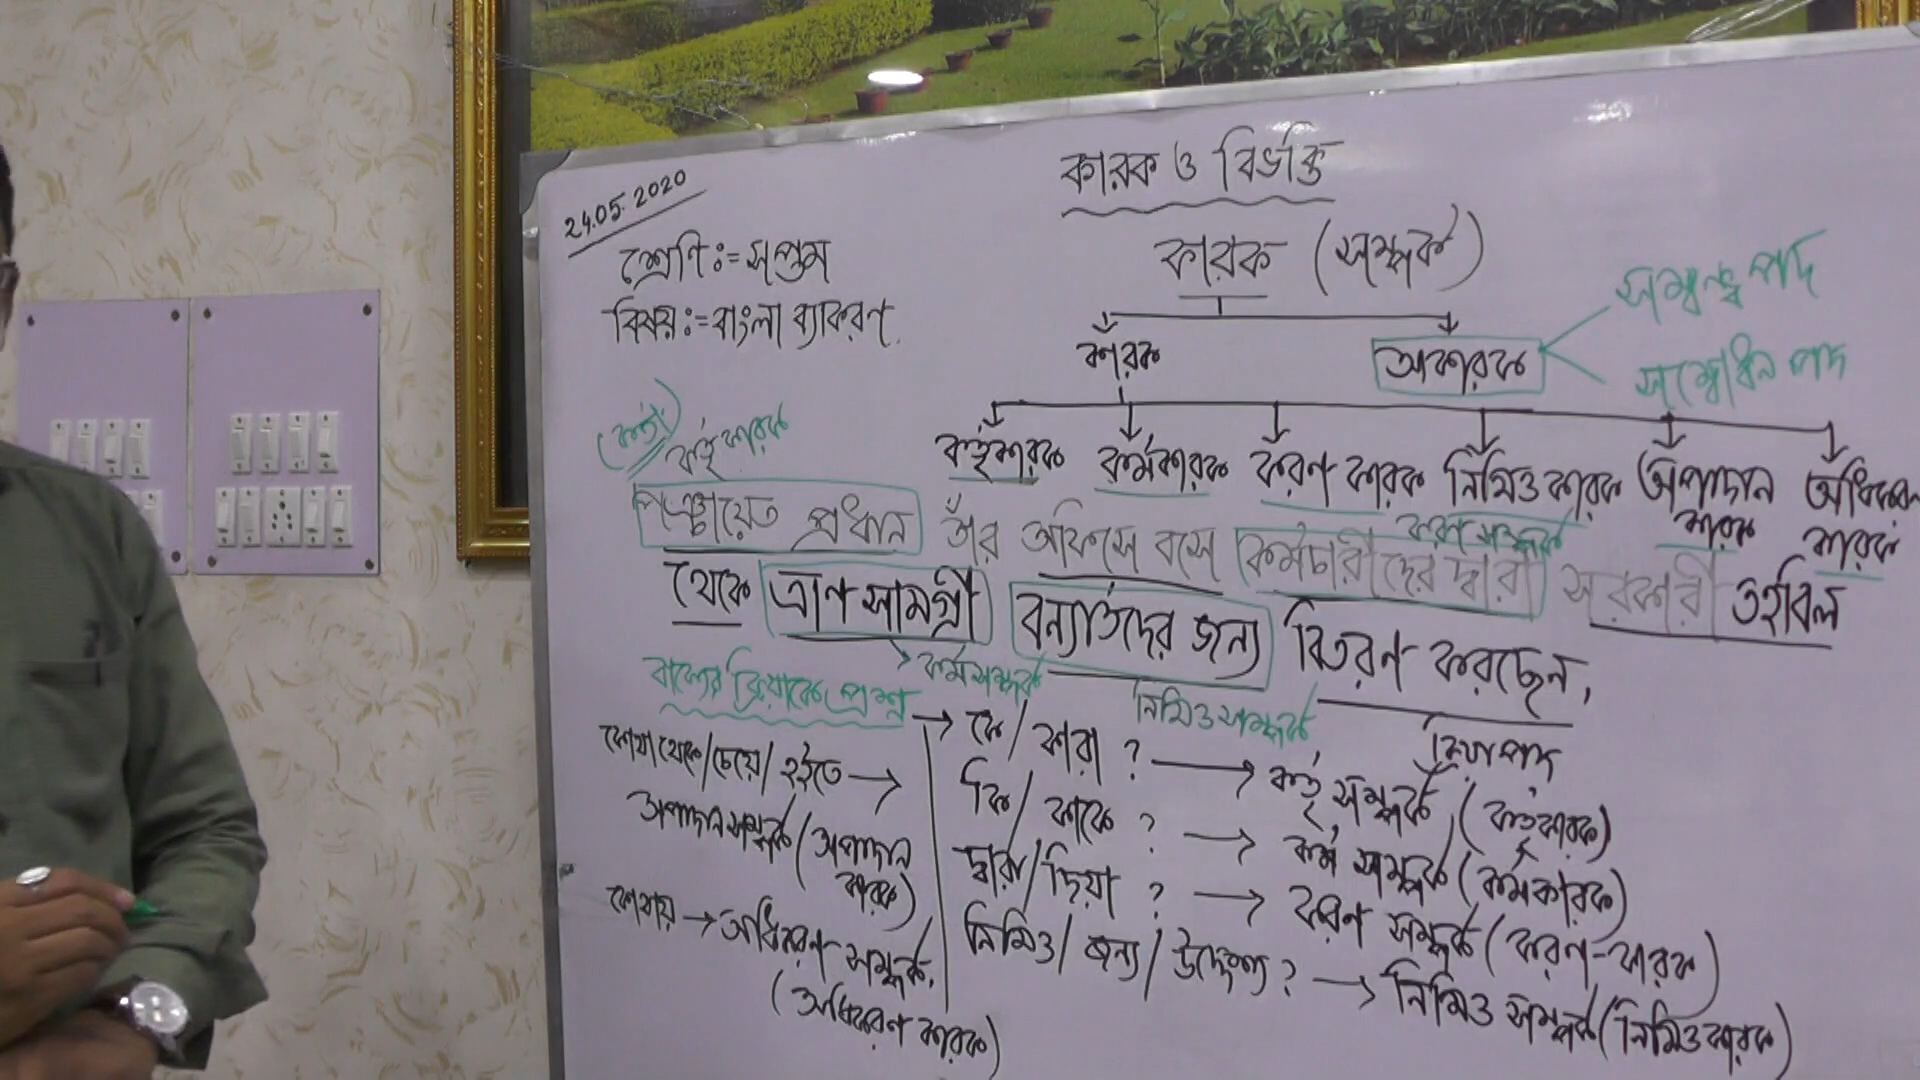 24.05.2020
কারক ও বিভক্তি
শ্রেণি :- সপ্তম
বিষয় :- বাংলা ব্যাকরণ
কারক (সম্পর্ক)
কারক
অকারক
সম্বন্ধ পদ
সম্বোধন পদ
কর্তৃকারক কর্মকারক করণ কারক নিমিত্ত কারক অপাদান কারক অধিকরণ কারক
(কর্তা)
কর্তৃকারক
পঞ্চায়েত প্রধান তাঁর অফিসে বসে কর্মচারীদের দ্বারা সরকারী তহবিল
করণ সম্পর্ক
থেকে ত্রাণ সামগ্রী বন্যার্তদের জন্য বিতরণ করছেন,
কর্মসম্পর্ক
নিমিত্ত সম্পর্ক
ক্রিয়াপদ
বাক্যের ক্রিয়াকে প্রশ্ন
কে/ কারা ? → কর্তৃ সম্পর্ক (কর্তৃকারক)
কি/ কাকে ? → কর্ম সম্পর্ক (কর্মকারক)
দ্বারা/দিয়া ? → করণ সম্পর্ক (করণ-কারক)
নিমিত্ত/ জন্য/ উদ্দেশ্য ? → নিমিত্ত সম্পর্ক (নিমিত্তকারক)
কোথা থেকে/চেয়ে/ হইতে →
অপাদান সম্পর্ক (অপাদান
কারক)
কোথায় → অধিকরণ সম্পর্ক,
(অধিকরণ কারক)